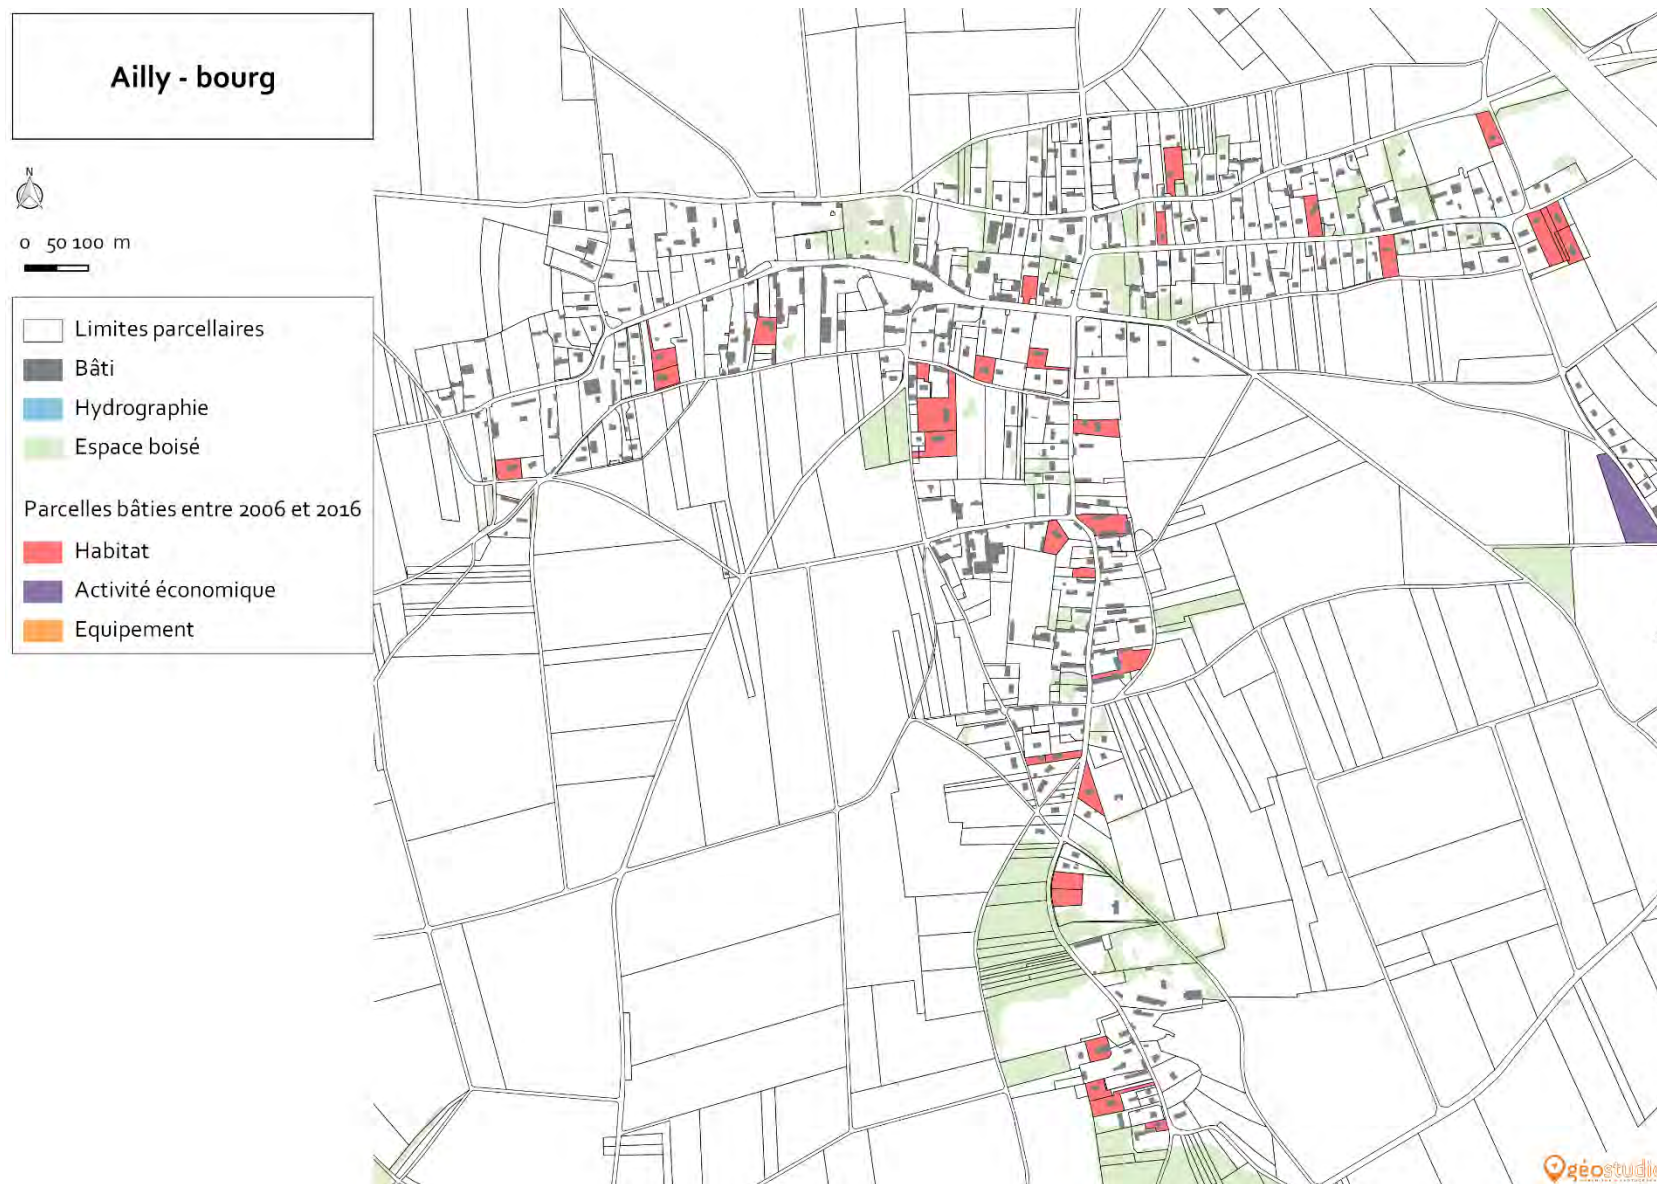 Ailly - bourg
N
0 50 100 m
Limites parcellaires
Bâti
Hydrographie
Espace boisé
Parcelles bâties entre 2006 et 2016
Habitat
Activité économique
Equipement
géostudio